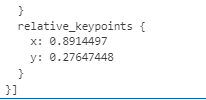 }
relative_keypoints {
x: 0.8914497
y: 0.27647448
}
}]